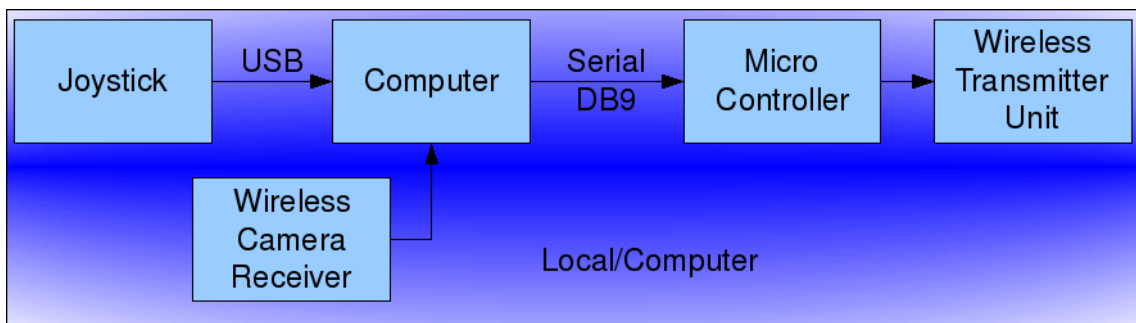 Joystick
USB
Computer
Serial
DB9
Micro
Controller
Wireless
Transmitter
Unit
Wireless
Camera
Receiver
Local/Computer